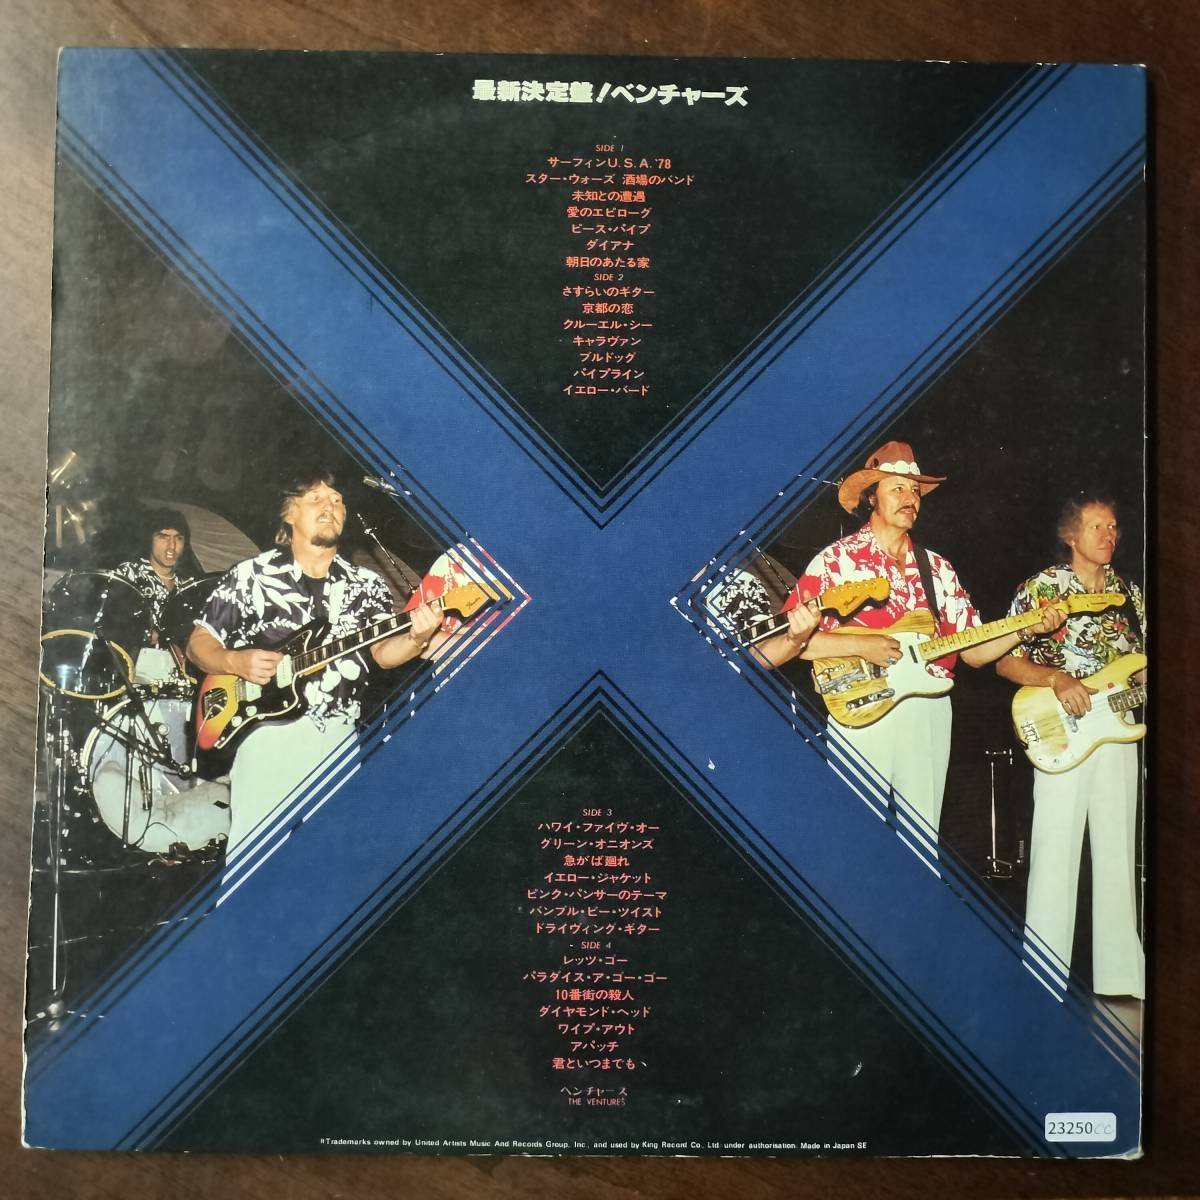 最新決定盤!ベンチャーズ
SIDE 1
サーフィンU.S.A.'78
スター・ウォーズ 酒場のバンド
未知との遭遇
愛のエピローグ
ピース・パイプ
ダイアナ
朝日のあたる家
SIDE 2
さすらいのギター
京都の恋
クルーエル・シー
キャラヴァン
ブルドッグ
パイプライン
イエロー・バード
SIDE 3
ハワイ・ファイヴ・オー
グリーン・オニオンズ
急がば廻れ
イエロー・ジャケット
ピンク・パンサーのテーマ
バンブル・ビー・ツイスト
ドライヴィング・ギター
SIDE 4
レッツ・ゴー
パラダイス・ア・ゴー・ゴー
10番街の殺人
ダイヤモンド・ヘッド
ワイプ・アウト
アパッチ
君といつまでも
ベンチャーズ
THE VENTURES
Trademarks owned by United Artists Music And Records Group, Inc., and used by King Record Co., Ltd. under authorisation. Made in Japan SE
23250CC